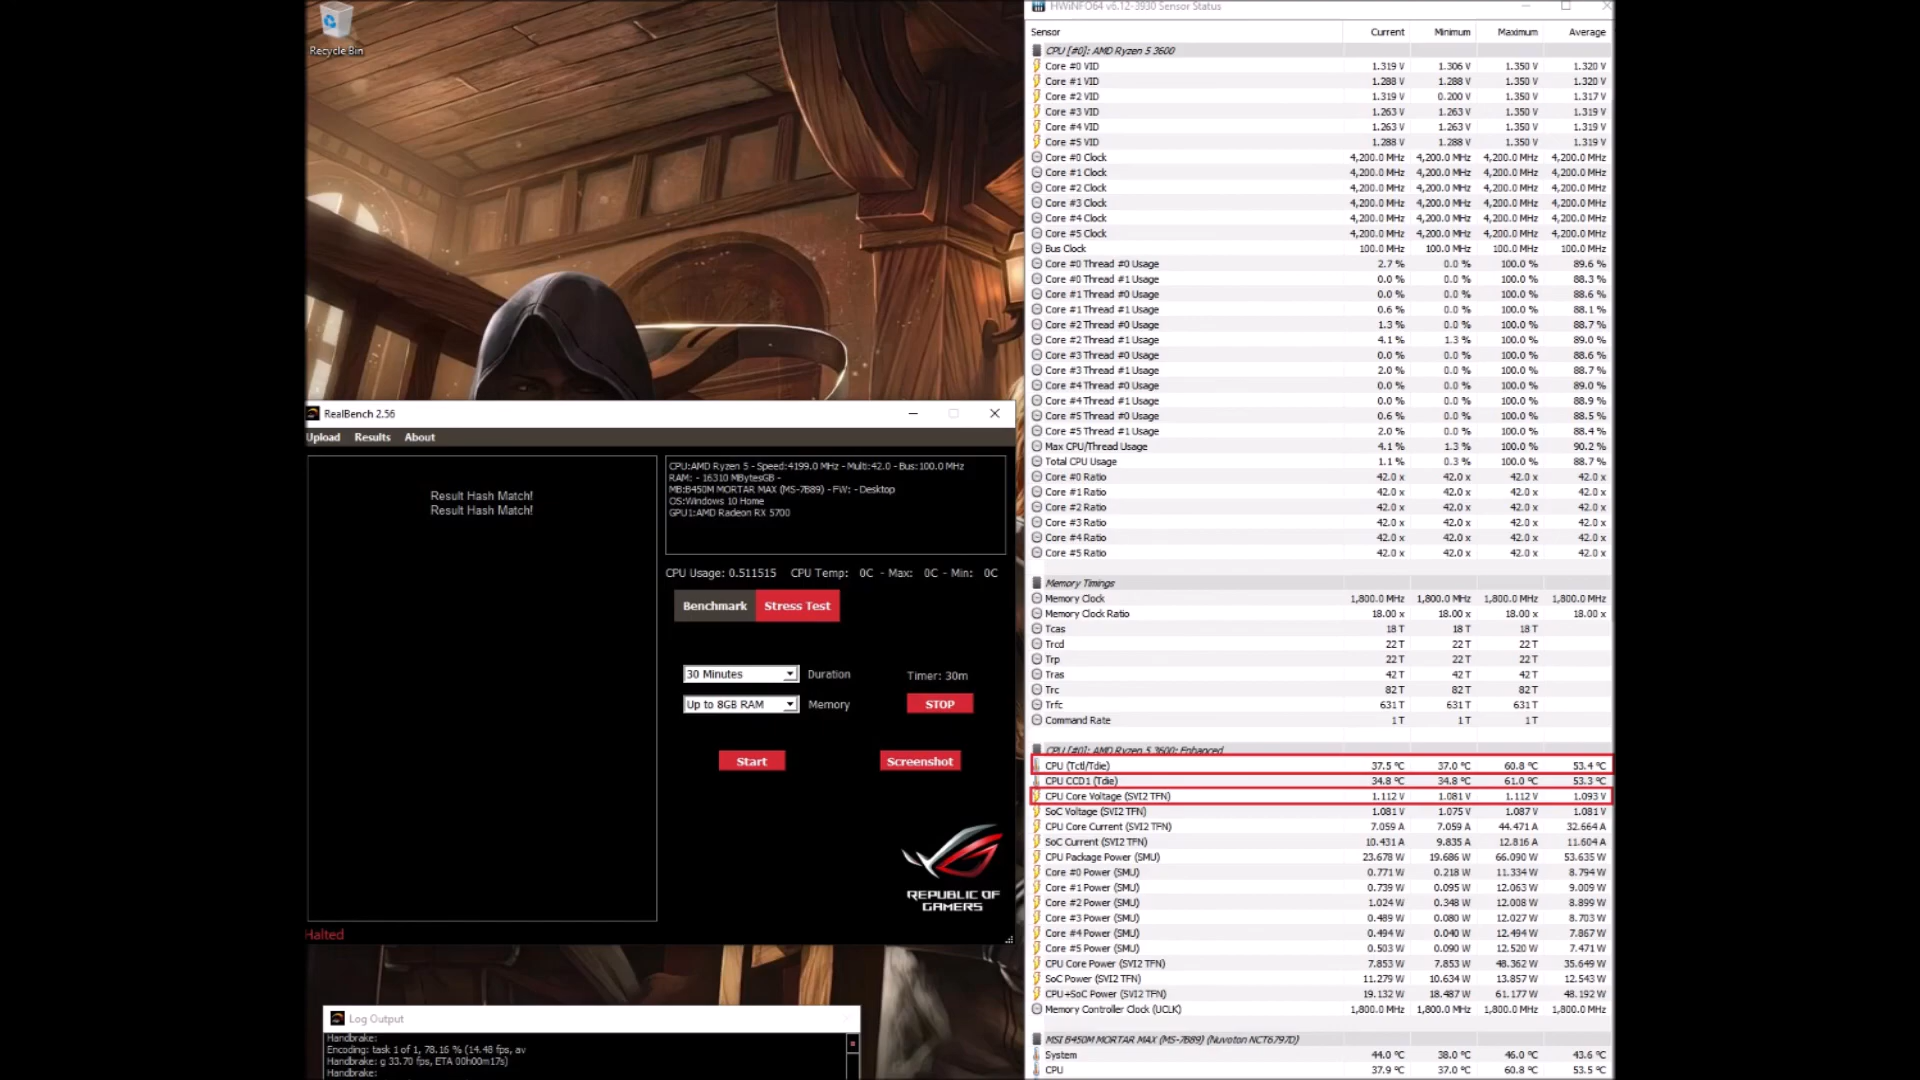 Recycle Bin
RealBench 2.56
Upload Results About
Result Hash Match!
Result Hash Match!
CPU:AMD Ryzen 5 - Speed:4199.0 MHz - Multi:42.0 - Bus:100.0 MHz
RAM: - 16310 MBytesGB -
MB:B450M MORTAR MAX (MS-7B89) - FW: - Desktop
OS:Windows 10 Home
GPU1:AMD Radeon RX 5700
CPU Usage: 0.511515 CPU Temp: 0C - Max: 0C - Min: 0C
Benchmark Stress Test
30 Minutes Duration Timer: 30m
Up to 8GB RAM Memory STOP
Start Screenshot
REPUBLIC OF
GAMERS
Halted
Log Output
Handbrake:
Encoding: task 1 of 1, 78.16 % (14.48 fps, av
Handbrake: g 33.70 fps, ETA 00h00m17s)
Handbrake:
HWiNFO64 v6.12-3930 Sensor Status
Sensor Current Minimum Maximum Average
CPU [#0]: AMD Ryzen 5 3600
Core #0 VID 1.319 V 1.306 V 1.350 V 1.320 V
Core #1 VID 1.288 V 1.288 V 1.350 V 1.320 V
Core #2 VID 1.319 V 0.200 V 1.350 V 1.317 V
Core #3 VID 1.263 V 1.263 V 1.350 V 1.319 V
Core #4 VID 1.263 V 1.263 V 1.350 V 1.319 V
Core #5 VID 1.288 V 1.288 V 1.350 V 1.319 V
Core #0 Clock 4,200.0 MHz 4,200.0 MHz 4,200.0 MHz 4,200.0 MHz
Core #1 Clock 4,200.0 MHz 4,200.0 MHz 4,200.0 MHz 4,200.0 MHz
Core #2 Clock 4,200.0 MHz 4,200.0 MHz 4,200.0 MHz 4,200.0 MHz
Core #3 Clock 4,200.0 MHz 4,200.0 MHz 4,200.0 MHz 4,200.0 MHz
Core #4 Clock 4,200.0 MHz 4,200.0 MHz 4,200.0 MHz 4,200.0 MHz
Core #5 Clock 4,200.0 MHz 4,200.0 MHz 4,200.0 MHz 4,200.0 MHz
Bus Clock 100.0 MHz 100.0 MHz 100.0 MHz 100.0 MHz
Core #0 Thread #0 Usage 2.7 % 0.0 % 100.0 % 89.6 %
Core #0 Thread #1 Usage 0.0 % 0.0 % 100.0 % 88.3 %
Core #1 Thread #0 Usage 0.0 % 0.0 % 100.0 % 88.6 %
Core #1 Thread #1 Usage 0.6 % 0.0 % 100.0 % 88.1 %
Core #2 Thread #0 Usage 1.3 % 0.0 % 100.0 % 88.7 %
Core #2 Thread #1 Usage 4.1 % 1.3 % 100.0 % 89.0 %
Core #3 Thread #0 Usage 0.0 % 0.0 % 100.0 % 88.6 %
Core #3 Thread #1 Usage 2.0 % 0.0 % 100.0 % 88.7 %
Core #4 Thread #0 Usage 0.0 % 0.0 % 100.0 % 89.0 %
Core #4 Thread #1 Usage 0.0 % 0.0 % 100.0 % 88.9 %
Core #5 Thread #0 Usage 0.6 % 0.0 % 100.0 % 88.5 %
Core #5 Thread #1 Usage 2.0 % 0.0 % 100.0 % 88.4 %
Max CPU/Thread Usage 4.1 % 1.3 % 100.0 % 90.2 %
Total CPU Usage 1.1 % 0.3 % 100.0 % 88.7 %
Core #0 Ratio 42.0 x 42.0 x 42.0 x 42.0 x
Core #1 Ratio 42.0 x 42.0 x 42.0 x 42.0 x
Core #2 Ratio 42.0 x 42.0 x 42.0 x 42.0 x
Core #3 Ratio 42.0 x 42.0 x 42.0 x 42.0 x
Core #4 Ratio 42.0 x 42.0 x 42.0 x 42.0 x
Core #5 Ratio 42.0 x 42.0 x 42.0 x 42.0 x
Memory Timings
Memory Clock 1,800.0 MHz 1,800.0 MHz 1,800.0 MHz 1,800.0 MHz
Memory Clock Ratio 18.00 x 18.00 x 18.00 x 18.00 x
Tcas 18 T 18 T 18 T
Trcd 22 T 22 T 22 T
Trp 22 T 22 T 22 T
Tras 42 T 42 T 42 T
Trc 82 T 82 T 82 T
Trfc 631 T 631 T 631 T
Command Rate 1 T 1 T 1 T
CPU [#0]: AMD Ryzen 5 3600: Enhanced
CPU (Tctl/Tdie) 37.5 °C 37.0 °C 60.8 °C 53.4 °C
CPU CCD1 (Tdie) 34.8 °C 34.8 °C 61.0 °C 53.3 °C
CPU Core Voltage (SVI2 TFN) 1.112 V 1.081 V 1.112 V 1.093 V
SoC Voltage (SVI2 TFN) 1.081 V 1.075 V 1.087 V 1.081 V
CPU Core Current (SVI2 TFN) 7.059 A 7.059 A 44.471 A 32.664 A
SoC Current (SVI2 TFN) 10.431 A 9.835 A 12.816 A 11.604 A
CPU Package Power (SMU) 23.678 W 19.686 W 66.090 W 53.635 W
Core #0 Power (SMU) 0.771 W 0.218 W 11.334 W 8.794 W
Core #1 Power (SMU) 0.739 W 0.095 W 12.063 W 9.009 W
Core #2 Power (SMU) 1.024 W 0.348 W 12.008 W 8.899 W
Core #3 Power (SMU) 0.489 W 0.080 W 12.027 W 8.703 W
Core #4 Power (SMU) 0.494 W 0.040 W 12.494 W 7.867 W
Core #5 Power (SMU) 0.503 W 0.090 W 12.520 W 7.471 W
CPU Core Power (SVI2 TFN) 7.853 W 7.853 W 48.362 W 35.649 W
SoC Power (SVI2 TFN) 11.279 W 10.634 W 13.857 W 12.543 W
CPU+SoC Power (SVI2 TFN) 19.132 W 18.487 W 61.177 W 48.192 W
Memory Controller Clock (UCLK) 1,800.0 MHz 1,800.0 MHz 1,800.0 MHz 1,800.0 MHz
MSI B450M MORTAR MAX (MS-7B89) (Nuvoton NCT6797D)
System 44.0 °C 38.0 °C 46.0 °C 43.6 °C
CPU 37.9 °C 37.0 °C 60.8 °C 53.5 °C